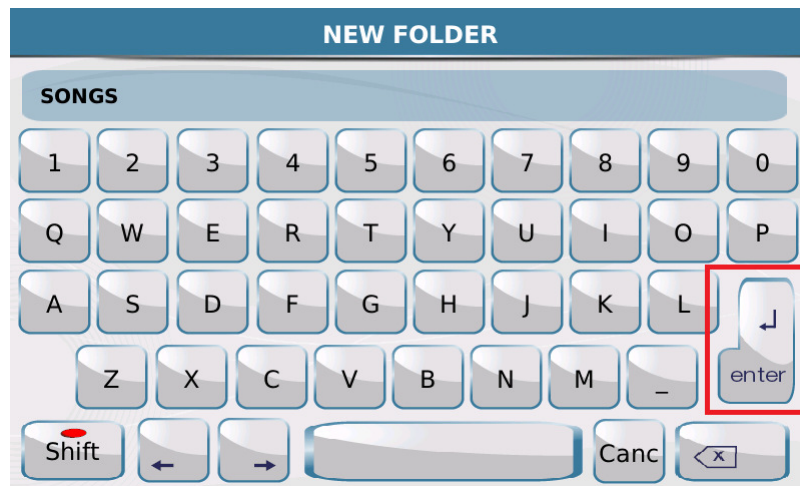 NEW FOLDER
SONGS
1 2 3 4 5 6 7 8 9 0
Q W E R T Y U I O P
A S D F G H J K L
Z X C V B N M _ enter
Shift Canc x